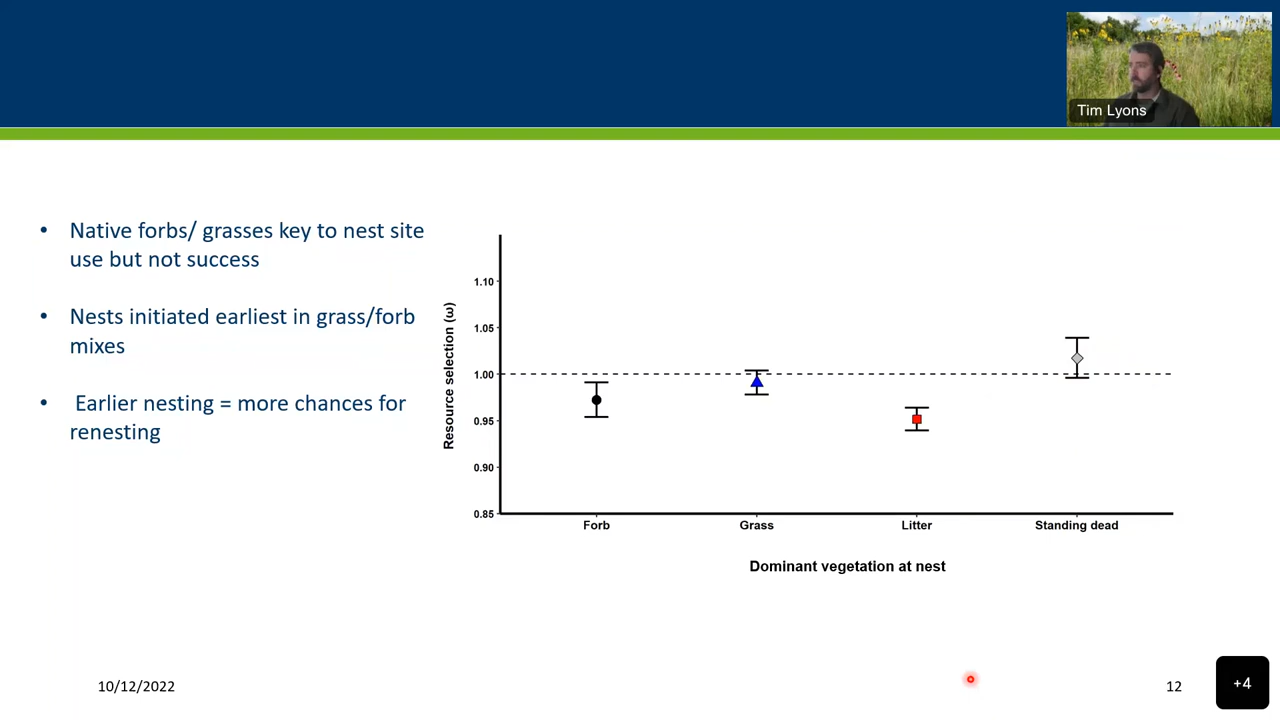 Tim Lyons
• Native forbs/ grasses key to nest site
use but not success
• Nests initiated earliest in grass/forb
mixes
• Earlier nesting = more chances for
renesting
Resource selection (ω)
1.10
1.05
1.00
0.95
0.90
0.85
Forb Grass Litter Standing dead
Dominant vegetation at nest
10/12/2022
12
+4